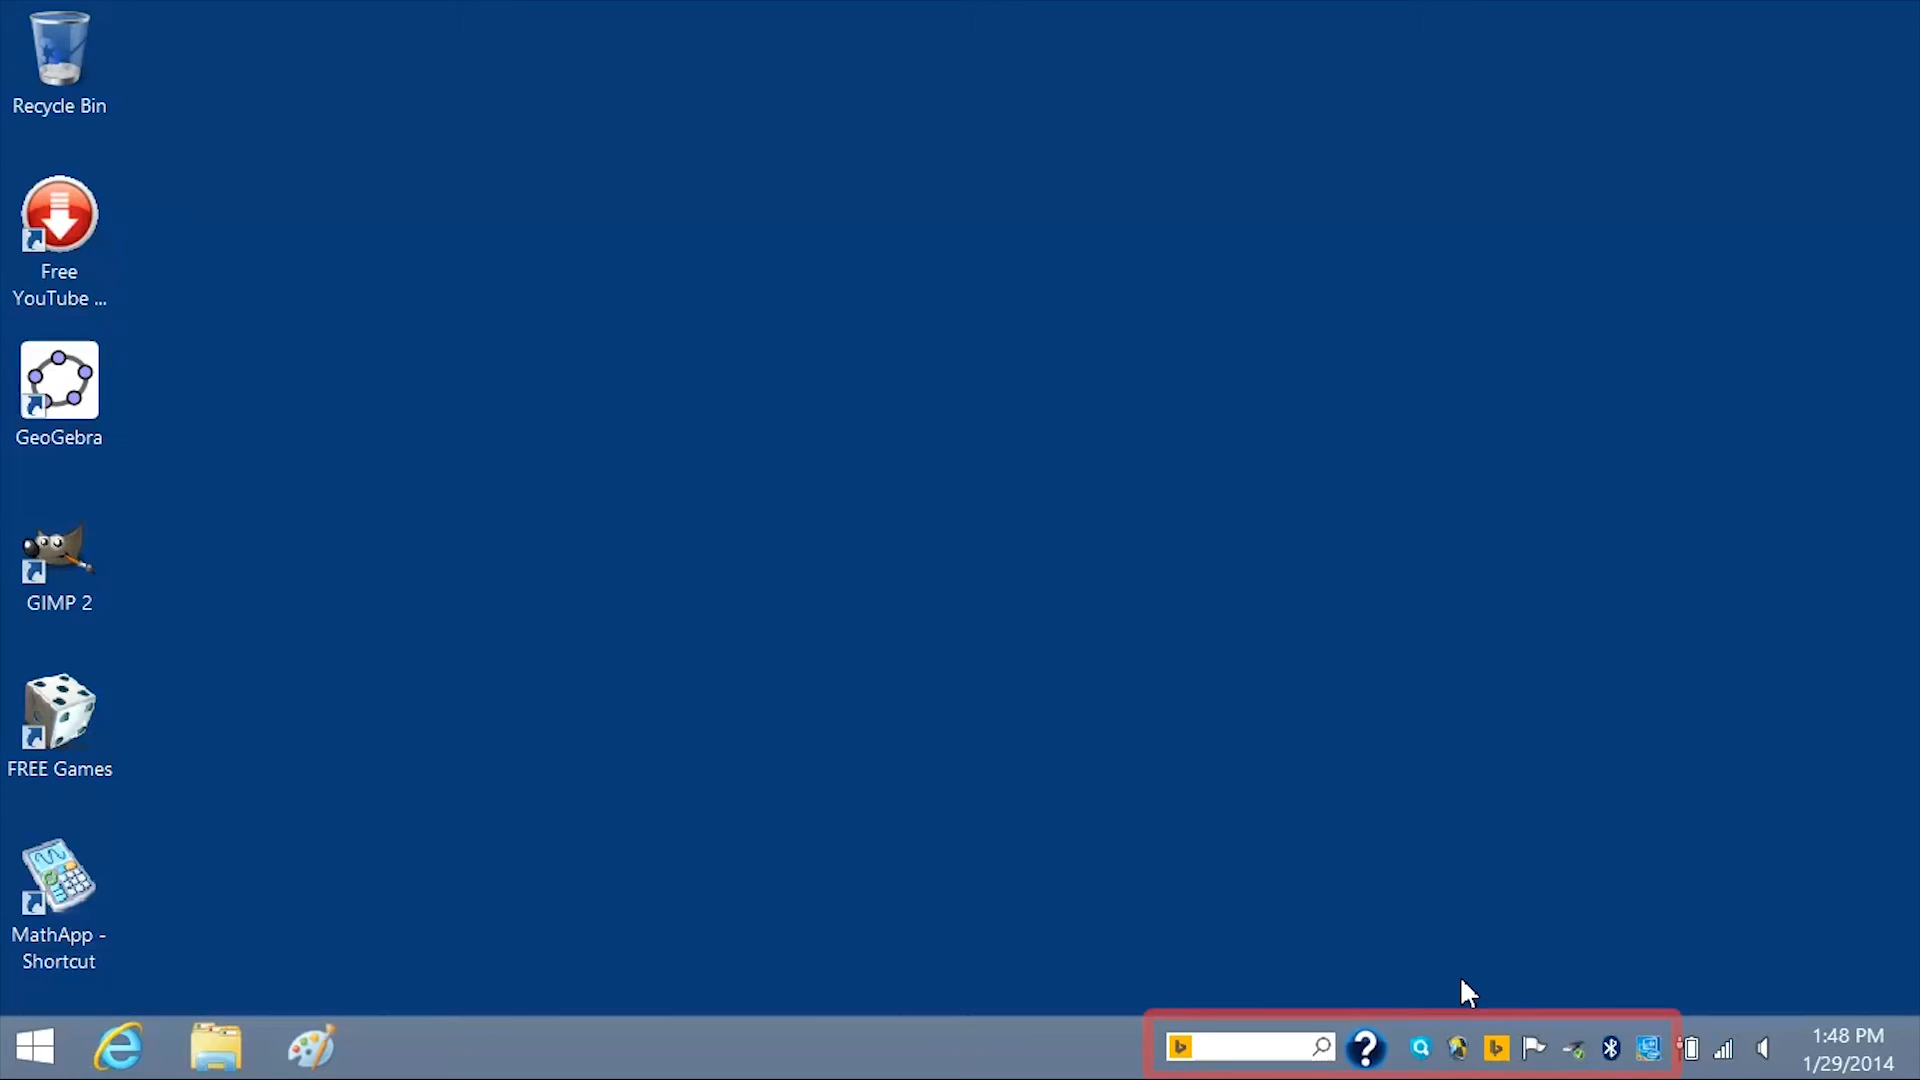 Recycle Bin
Free
YouTube ...
GeoGebra
GIMP 2
FREE Games
MathApp -
Shortcut
1:48 PM
1/29/2014